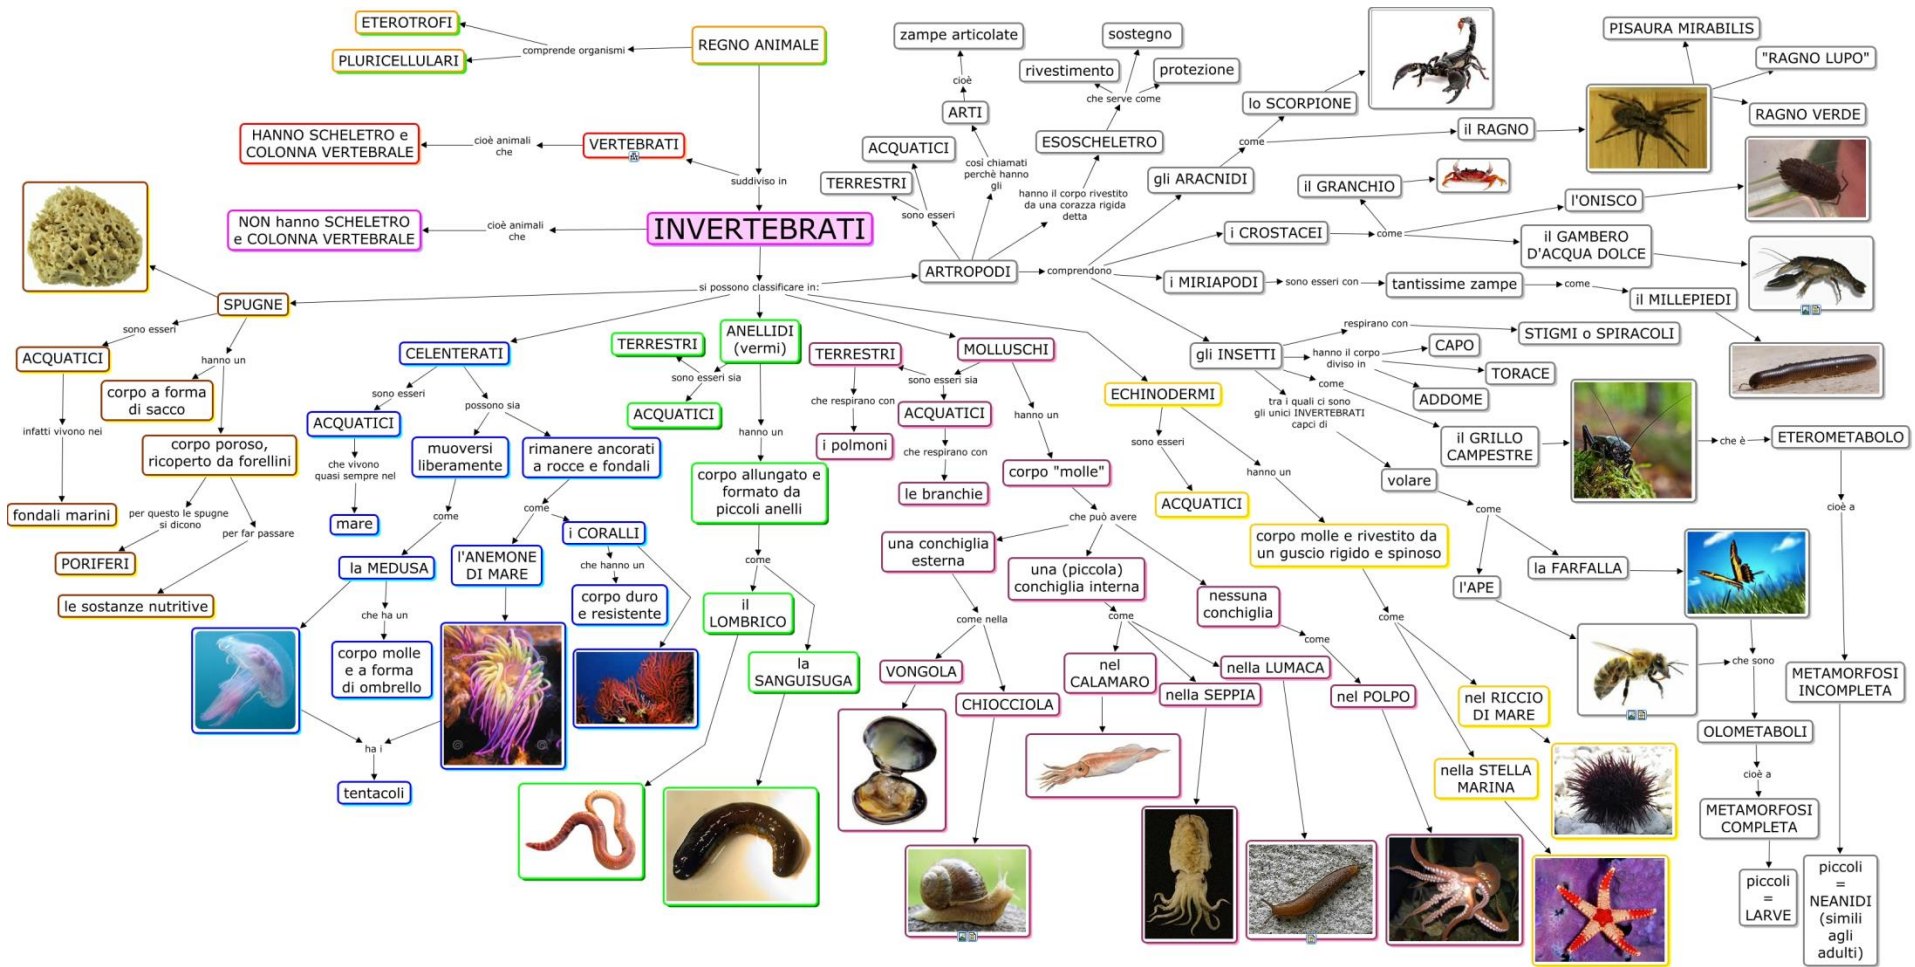 ETEROTROFI
PLURICELLULARI
comprende organismi
REGNO ANIMALE
HANNO SCHELETRO e
COLONNA VERTEBRALE
cioè animali
che
VERTEBRATI
suddiviso in
NON hanno SCHELETRO
e COLONNA VERTEBRALE
cioè animali
che
INVERTEBRATI
si possono classificare in:
SPUGNE
sono esseri
ACQUATICI
infatti vivono nei
fondali marini
hanno un
corpo a forma
di sacco
corpo poroso,
ricoperto da forellini
per questo le spugne
si dicono
PORIFERI
per far passare
le sostanze nutritive
CELENTERATI
sono esseri
ACQUATICI
che vivono
quasi sempre nel
mare
possono sia
muoversi
liberamente
come
la MEDUSA
che ha un
corpo molle
e a forma
di ombrello
rimanere ancorati
a rocce e fondali
come
l'ANEMONE
DI MARE
i CORALLI
che hanno un
corpo duro
e resistente
ha i
tentacoli
ANELLIDI
(vermi)
sono esseri sia
TERRESTRI
ACQUATICI
hanno un
corpo allungato e
formato da
piccoli anelli
come
il
LOMBRICO
la
SANGUISUGA
MOLLUSCHI
sono esseri sia
TERRESTRI
che respirano con
i polmoni
ACQUATICI
che respirano con
le branchie
hanno un
corpo "molle"
che può avere
una conchiglia
esterna
come nella
VONGOLA
CHIOCCIOLA
una (piccola)
conchiglia interna
come
nel
CALAMARO
nella SEPPIA
nella LUMACA
nessuna
conchiglia
come
nel POLPO
ECHINODERMI
sono esseri
ACQUATICI
hanno un
corpo molle e rivestito da
un guscio rigido e spinoso
come
nel RICCIO
DI MARE
nella STELLA
MARINA
ARTROPODI
sono esseri
TERRESTRI
ACQUATICI
così chiamati
perchè hanno
gli
ARTI
cioè
zampe articolate
hanno il corpo rivestito
da una corazza rigida
detta
ESOSCHELETRO
che serve come
rivestimento
sostegno
protezione
comprendono
gli ARACNIDI
come
lo SCORPIONE
il RAGNO
PISAURA MIRABILIS
"RAGNO LUPO"
RAGNO VERDE
i CROSTACEI
come
il GRANCHIO
l'ONISCO
il GAMBERO
D'ACQUA DOLCE
i MIRIAPODI
sono esseri con
tantissime zampe
come
il MILLEPIEDI
gli INSETTI
respirano con
STIGMI o SPIRACOLI
hanno il corpo
diviso in
CAPO
TORACE
ADDOME
come
il GRILLO
CAMPESTRE
che è
ETEROMETABOLO
cioè a
METAMORFOSI
INCOMPLETA
piccoli
=
NEANIDI
(simili
agli
adulti)
tra i quali ci sono
gli unici INVERTEBRATI
capci di
volare
come
l'APE
la FARFALLA
che sono
OLOMETABOLI
cioè a
METAMORFOSI
COMPLETA
piccoli
=
LARVE